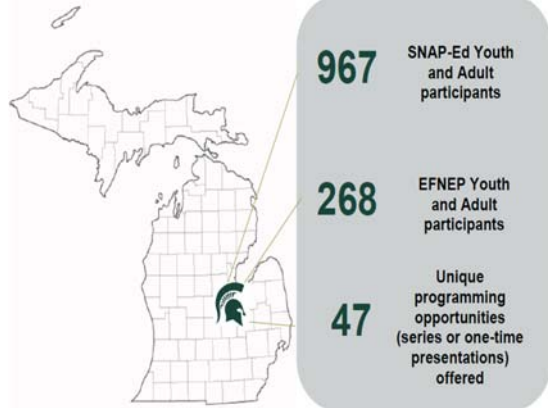 967
SNAP-Ed Youth
and Adult
participants
268
EFNEP Youth
and Adult
participants
47
Unique
programming
opportunities
(series or one-time
presentations)
offered